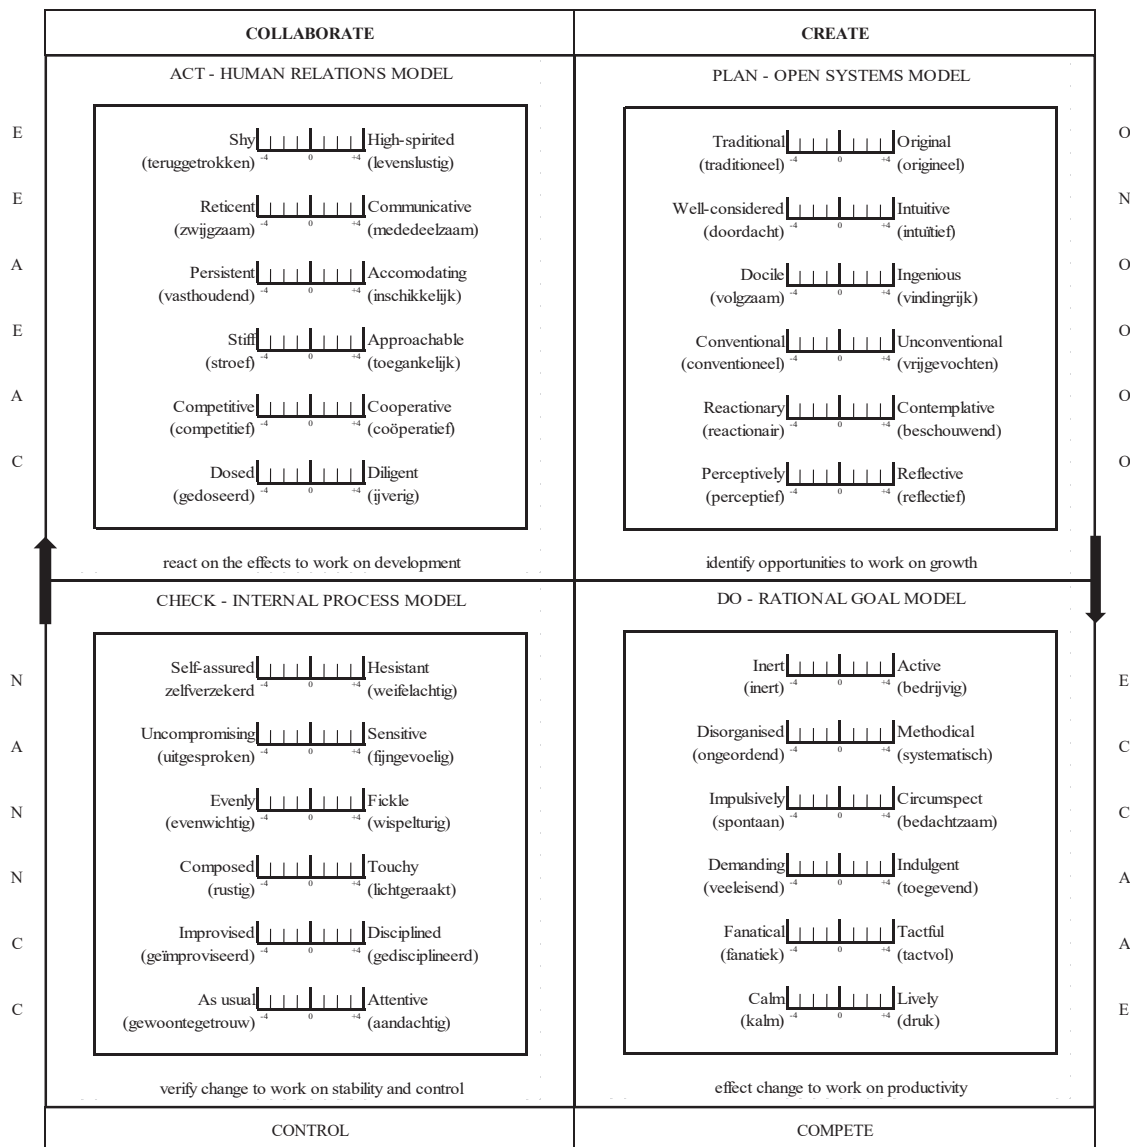 COLLABORATE
CREATE
ACT - HUMAN RELATIONS MODEL
E
Shy -4 0 +4 High-spirited
(teruggetrokken) (levenslustig)
E
Reticent -4 0 +4 Communicative
(zwijgzaam) (mededeelzaam)
A
Persistent -4 0 +4 Accomodating
(vasthoudend) (inschikkelijk)
E
Stiff -4 0 +4 Approachable
(stroef) (toegankelijk)
A
Competitive -4 0 +4 Cooperative
(competitief) (coöperatief)
C
Dosed -4 0 +4 Diligent
(gedoseerd) (ijverig)
react on the effects to work on development
PLAN - OPEN SYSTEMS MODEL
O
Traditional -4 0 +4 Original
(traditioneel) (origineel)
N
Well-considered -4 0 +4 Intuitive
(doordacht) (intuïtief)
O
Docile -4 0 +4 Ingenious
(volgzaam) (vindingrijk)
O
Conventional -4 0 +4 Unconventional
(conventioneel) (vrijgevochten)
O
Reactionary -4 0 +4 Contemplative
(reactionair) (beschouwend)
O
Perceptively -4 0 +4 Reflective
(perceptief) (reflectief)
identify opportunities to work on growth
CHECK - INTERNAL PROCESS MODEL
N
Self-assured -4 0 +4 Hesistant
zelfverzekerd (weifelachtig)
A
Uncompromising -4 0 +4 Sensitive
(uitgesproken) (fijngevoelig)
N
Evenly -4 0 +4 Fickle
(evenwichtig) (wispelturig)
N
Composed -4 0 +4 Touchy
(rustig) (lichtgeraakt)
C
Improvised -4 0 +4 Disciplined
(geïmproviseerd) (gedisciplineerd)
C
As usual -4 0 +4 Attentive
(gewoontegetrouw) (aandachtig)
verify change to work on stability and control
DO - RATIONAL GOAL MODEL
E
Inert -4 0 +4 Active
(inert) (bedrijvig)
C
Disorganised -4 0 +4 Methodical
(ongeordend) (systematisch)
C
Impulsively -4 0 +4 Circumspect
(spontaan) (bedachtzaam)
A
Demanding -4 0 +4 Indulgent
(veeleisend) (toegevend)
A
Fanatical -4 0 +4 Tactful
(fanatiek) (tactvol)
E
Calm -4 0 +4 Lively
(kalm) (druk)
effect change to work on productivity
CONTROL
COMPETE